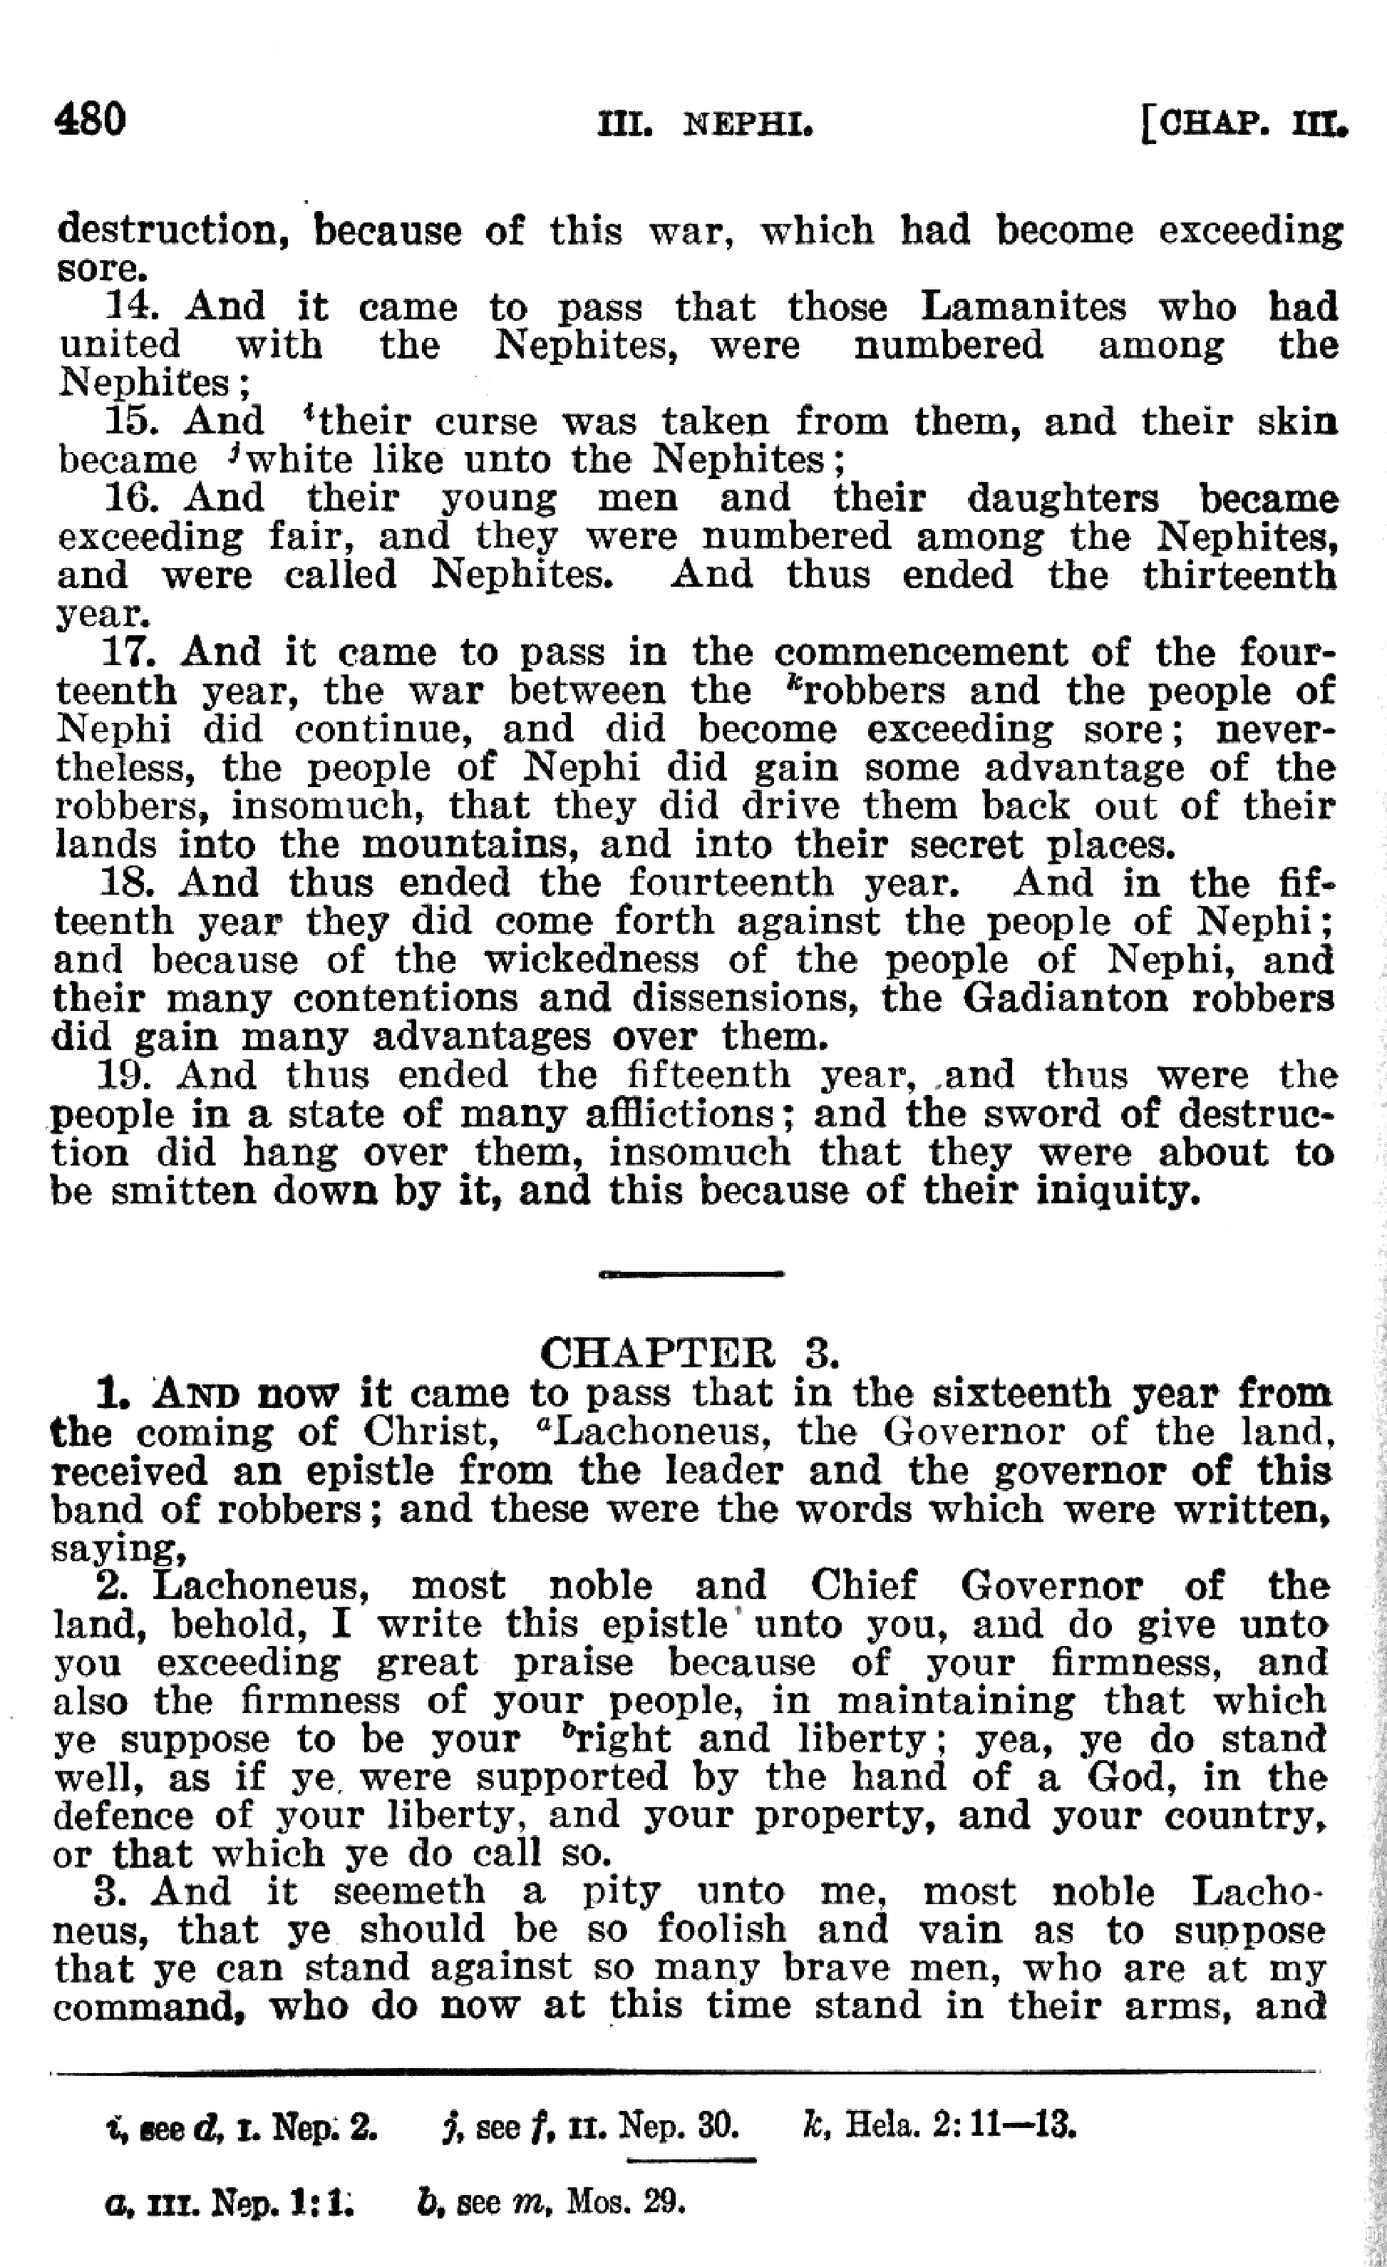 480 III. NEPHI. [CHAP. III.
destruction, because of this war, which had become exceeding
sore.
14. And it came to pass that those Lamanites who had
united with the Nephites, were numbered among the
Nephites;
15. And itheir curse was taken from them, and their skin
became jwhite like unto the Nephites;
16. And their young men and their daughters became
exceeding fair, and they were numbered among the Nephites,
and were called Nephites. And thus ended the thirteenth
year.
17. And it came to pass in the commencement of the four-
teenth year, the war between the krobbers and the people of
Nephi did continue, and did become exceeding sore; never-
theless, the people of Nephi did gain some advantage of the
robbers, insomuch, that they did drive them back out of their
lands into the mountains, and into their secret places.
18. And thus ended the fourteenth year. And in the fif-
teenth year they did come forth against the people of Nephi;
and because of the wickedness of the people of Nephi, and
their many contentions and dissensions, the Gadianton robbers
did gain many advantages over them.
19. And thus ended the fifteenth year, and thus were the
people in a state of many afflictions; and the sword of destruc-
tion did hang over them, insomuch that they were about to
be smitten down by it, and this because of their iniquity.
CHAPTER 3.
1. AND now it came to pass that in the sixteenth year from
the coming of Christ, aLachoneus, the Governor of the land,
received an epistle from the leader and the governor of this
band of robbers; and these were the words which were written,
saying,
2. Lachoneus, most noble and Chief Governor of the
land, behold, I write this epistle unto you, and do give unto
you exceeding great praise because of your firmness, and
also the firmness of your people, in maintaining that which
ye suppose to be your bright and liberty; yea, ye do stand
well, as if ye were supported by the hand of a God, in the
defence of your liberty, and your property, and your country,
or that which ye do call so.
3. And it seemeth a pity unto me, most noble Lacho-
neus, that ye should be so foolish and vain as to suppose
that ye can stand against so many brave men, who are at my
command, who do now at this time stand in their arms, and
i, see d, I. Nep. 2. j, see f, II. Nep. 30. k, Hela. 2: 11—13.
a, III. Nep. 1: 1. b, see m, Mos. 29.